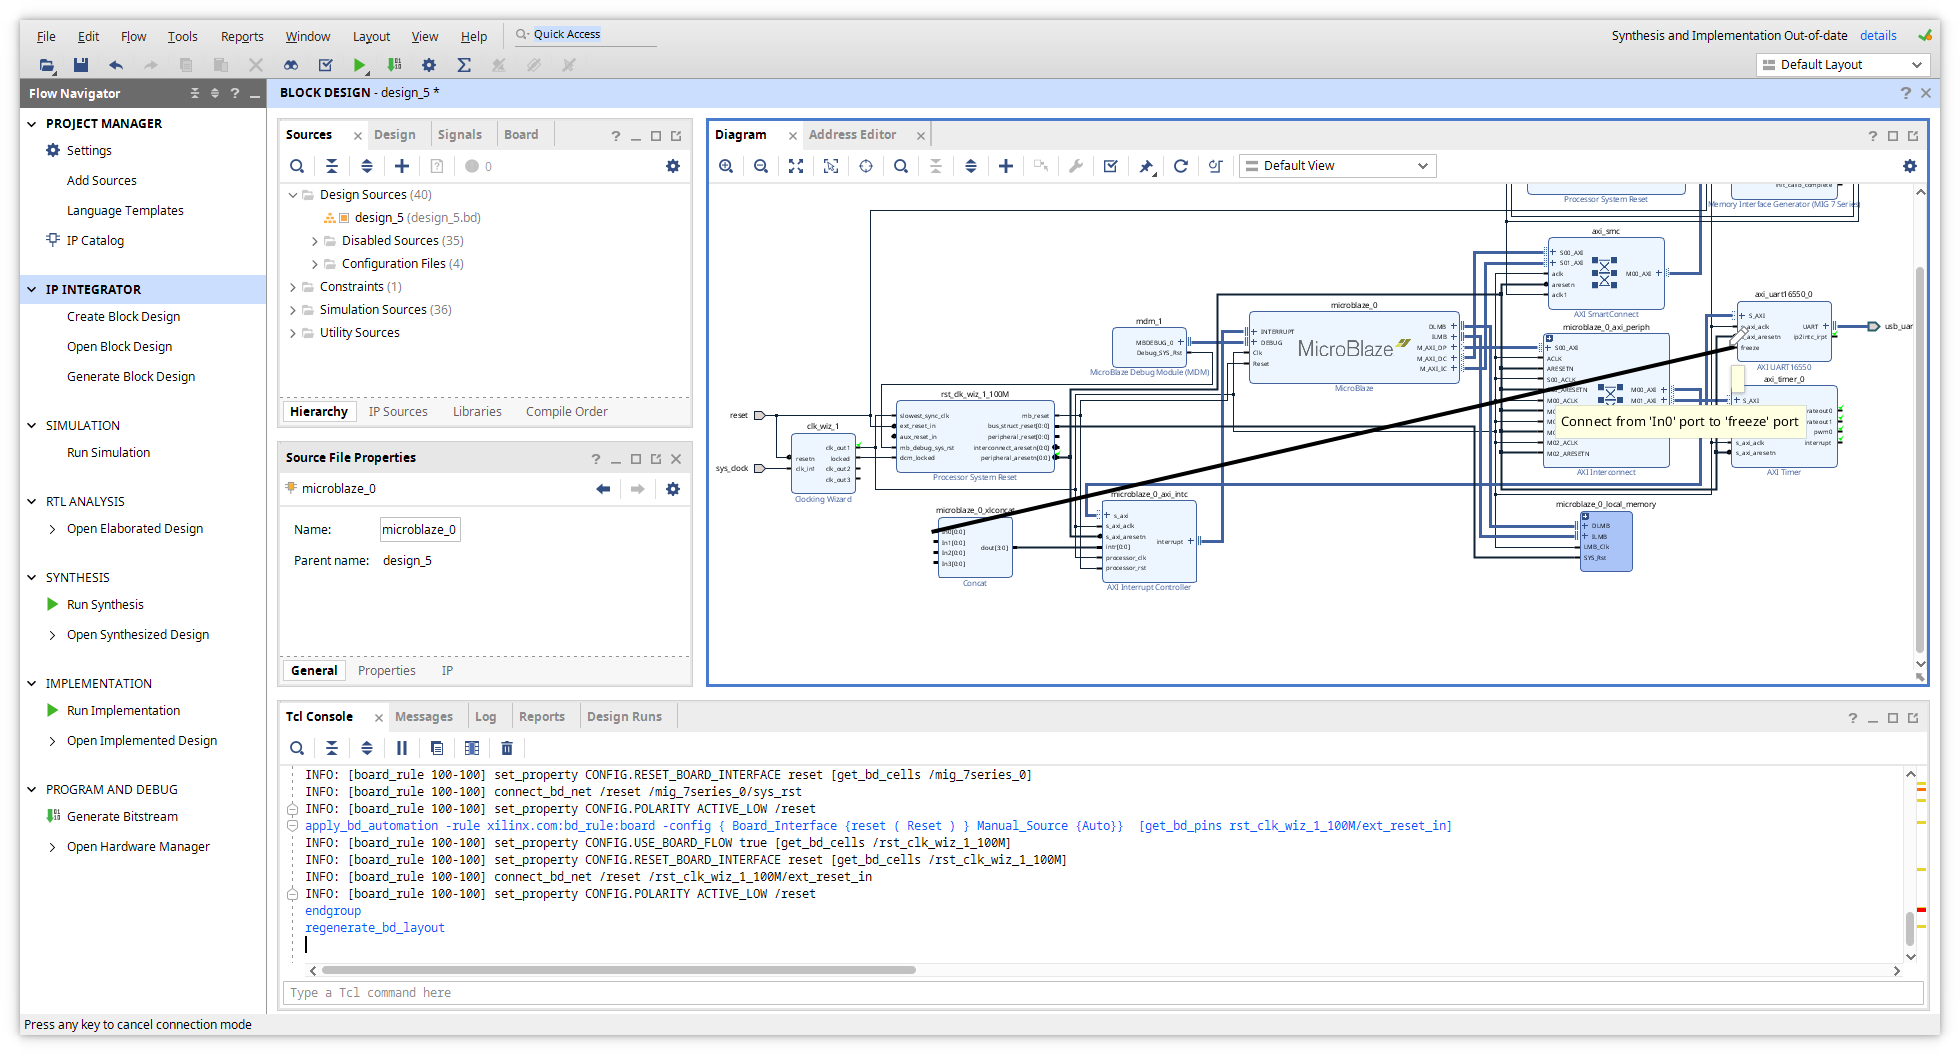 File Edit Flow Tools Reports Window Layout View Help Quick Access
Synthesis and Implementation Out-of-date details
Default Layout
Flow Navigator
PROJECT MANAGER
Settings
Add Sources
Language Templates
IP Catalog
IP INTEGRATOR
Create Block Design
Open Block Design
Generate Block Design
SIMULATION
Run Simulation
RTL ANALYSIS
Open Elaborated Design
SYNTHESIS
Run Synthesis
Open Synthesized Design
IMPLEMENTATION
Run Implementation
Open Implemented Design
PROGRAM AND DEBUG
Generate Bitstream
Open Hardware Manager
BLOCK DESIGN - design_5 *
Sources Design Signals Board
0
Design Sources (40)
design_5 (design_5.bd)
Disabled Sources (35)
Configuration Files (4)
Constraints (1)
Simulation Sources (36)
Utility Sources
Hierarchy IP Sources Libraries Compile Order
Source File Properties
microblaze_0
Name: microblaze_0
Parent name: design_5
General Properties IP
Diagram Address Editor
Default View
Processor System Reset
init_calib_complete
Memory Interface Generator (MIG 7 Series)
axi_smc
S00_AXI
S01_AXI
aclk
M00_AXI
aresetn
aclk1
AXI SmartConnect
axi_uart16550_0
S_AXI
s_axi_aclk
UART
s_axi_aresetn
ip2intc_irpt
freeze
AXI UART16550
usb_uar
microblaze_0
INTERRUPT
DEBUG
Clk
Reset
MicroBlaze
DLMB
ILMB
M_AXI_DP
M_AXI_DC
M_AXI_IC
MicroBlaze
mdm_1
MBDEBUG_0
Debug_SYS_Rst
MicroBlaze Debug Module (MDM)
microblaze_0_axi_periph
S00_AXI
ACLK
ARESETN
S00_ACLK
M00_AXI
M00_ACLK
M01_AXI
M02_ACLK
M02_ARESETN
AXI Interconnect
axi_timer_0
S_AXI
pwm0
interrupt
s_axi_aclk
s_axi_aresetn
AXI Timer
Connect from 'In0' port to 'freeze' port
reset
sys_clock
clk_wiz_1
resetn
clk_in1
clk_out1
locked
clk_out2
clk_out3
Clocking Wizard
rst_clk_wiz_1_100M
slowest_sync_clk
ext_reset_in
aux_reset_in
mb_debug_sys_rst
dcm_locked
mb_reset
bus_struct_reset[0:0]
peripheral_reset[0:0]
interconnect_aresetn[0:0]
peripheral_aresetn[0:0]
Processor System Reset
microblaze_0_xlconcat
In0[0:0]
In1[0:0]
In2[0:0]
In3[0:0]
dout[3:0]
Concat
microblaze_0_axi_intc
s_axi
s_axi_aclk
s_axi_aresetn
intr[0:0]
processor_clk
processor_rst
interrupt
AXI Interrupt Controller
microblaze_0_local_memory
DLMB
ILMB
LMB_Clk
SYS_Rst
Tcl Console Messages Log Reports Design Runs
INFO: [board_rule 100-100] set_property CONFIG.RESET_BOARD_INTERFACE reset [get_bd_cells /mig_7series_0]
INFO: [board_rule 100-100] connect_bd_net /reset /mig_7series_0/sys_rst
INFO: [board_rule 100-100] set_property CONFIG.POLARITY ACTIVE_LOW /reset
apply_bd_automation -rule xilinx.com:bd_rule:board -config { Board_Interface {reset ( Reset ) } Manual_Source {Auto}}  [get_bd_pins rst_clk_wiz_1_100M/ext_reset_in]
INFO: [board_rule 100-100] set_property CONFIG.USE_BOARD_FLOW true [get_bd_cells /rst_clk_wiz_1_100M]
INFO: [board_rule 100-100] set_property CONFIG.RESET_BOARD_INTERFACE reset [get_bd_cells /rst_clk_wiz_1_100M]
INFO: [board_rule 100-100] connect_bd_net /reset /rst_clk_wiz_1_100M/ext_reset_in
INFO: [board_rule 100-100] set_property CONFIG.POLARITY ACTIVE_LOW /reset
endgroup
regenerate_bd_layout
Type a Tcl command here
Press any key to cancel connection mode